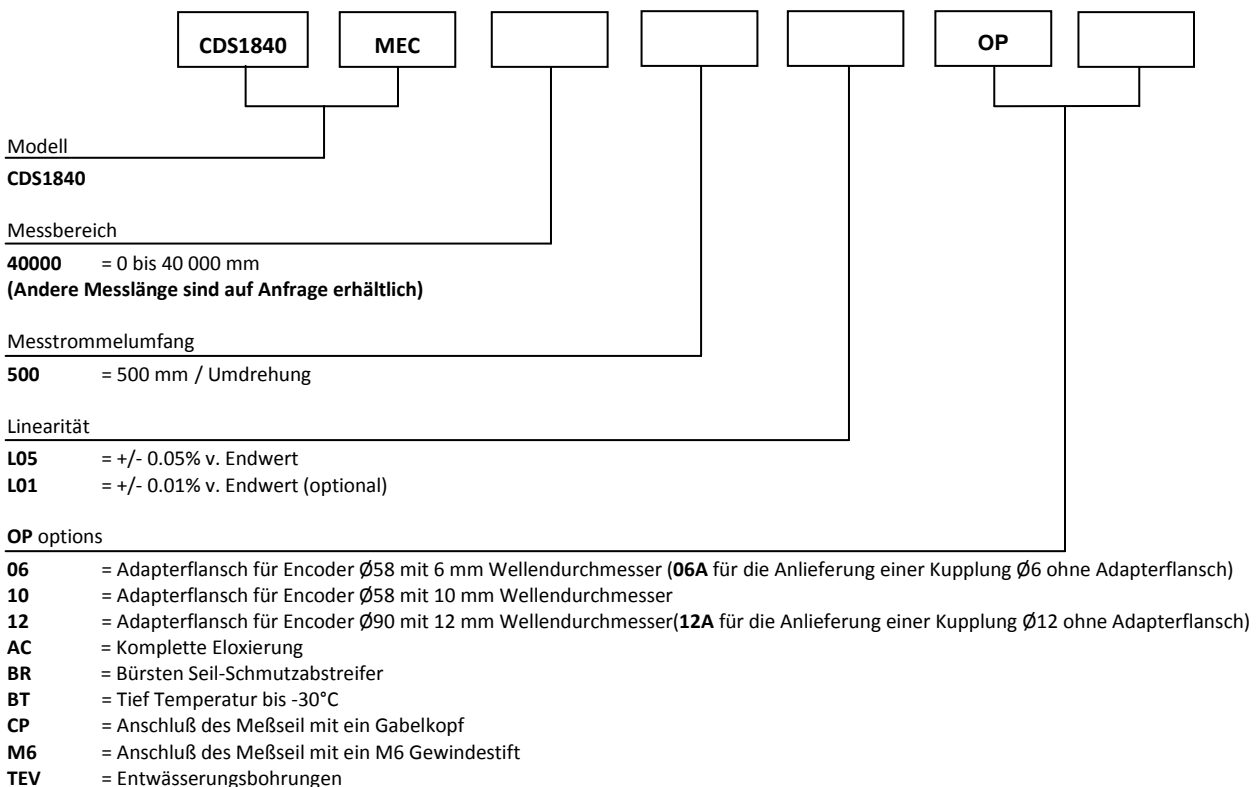 CDS1840 MEC OP
Modell
CDS1840
Messbereich
40000 = 0 bis 40 000 mm
(Andere Messlänge sind auf Anfrage erhältlich)
Messtrommelumfang
500 = 500 mm / Umdrehung
Linearität
L05 = +/- 0.05% v. Endwert
L01 = +/- 0.01% v. Endwert (optional)
OP options
06 = Adapterflansch für Encoder Ø58 mit 6 mm Wellendurchmesser (06A für die Anlieferung einer Kupplung Ø6 ohne Adapterflansch)
10 = Adapterflansch für Encoder Ø58 mit 10 mm Wellendurchmesser
12 = Adapterflansch für Encoder Ø90 mit 12 mm Wellendurchmesser(12A für die Anlieferung einer Kupplung Ø12 ohne Adapterflansch)
AC = Komplette Eloxierung
BR = Bürsten Seil-Schmutzabstreifer
BT = Tief Temperatur bis -30°C
CP = Anschluß des Meßseil mit ein Gabelkopf
M6 = Anschluß des Meßseil mit ein M6 Gewindestift
TEV = Entwässerungsbohrungen